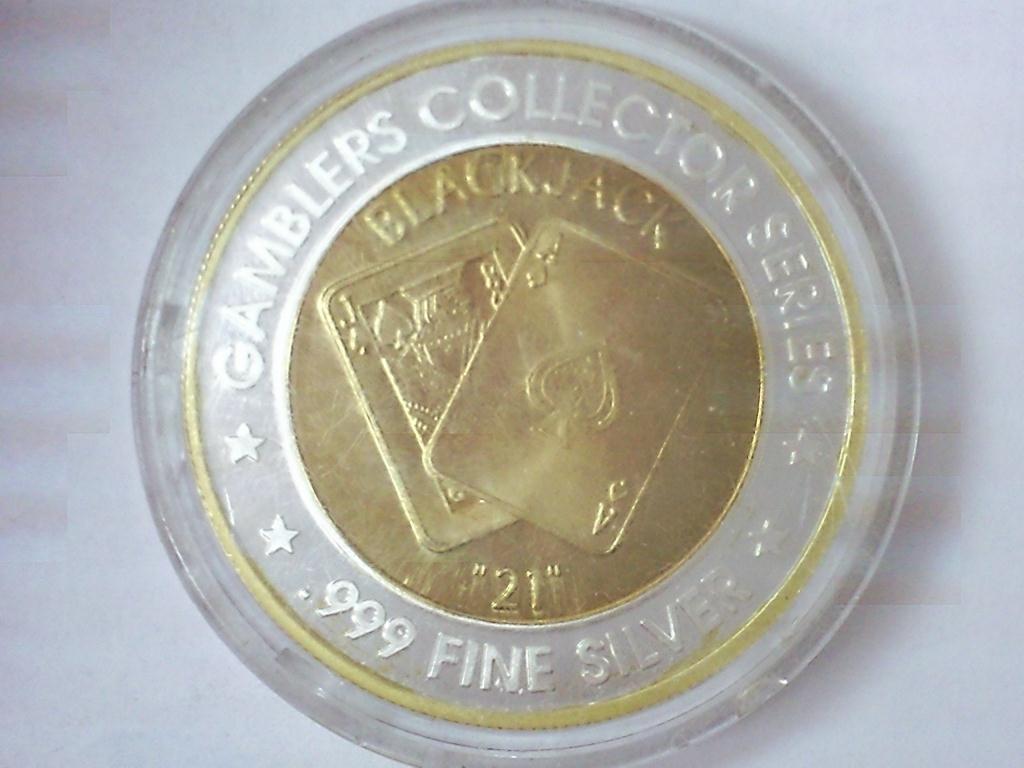 GAMBLERS COLLECTOR SERIES
BLACKJACK
J
A
A
"21"
.999 FINE SILVER